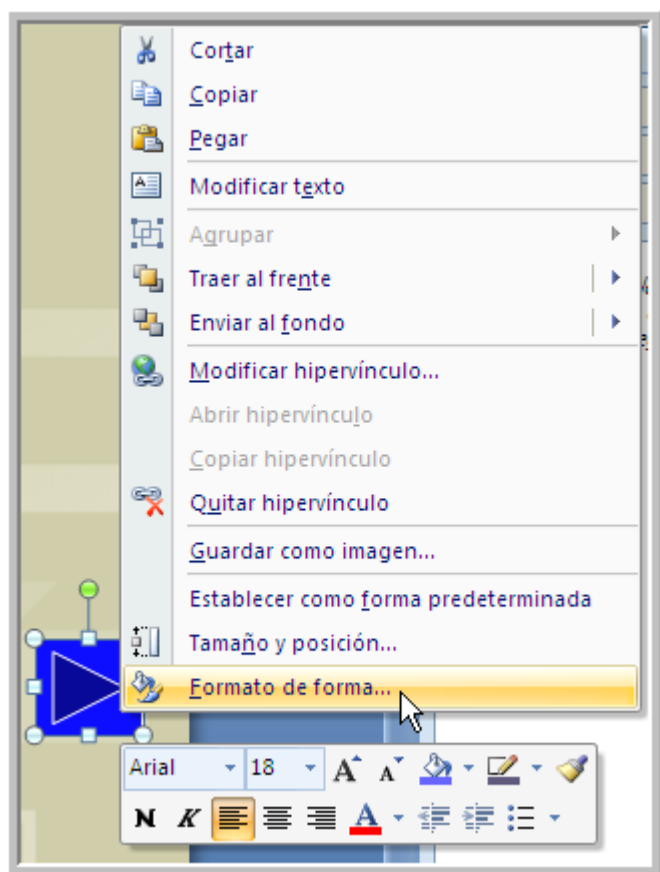 Cortar
Copiar
Pegar
Modificar texto
Agrupar
Traer al frente
Enviar al fondo
Modificar hipervínculo...
Abrir hipervínculo
Copiar hipervínculo
Quitar hipervínculo
Guardar como imagen...
Establecer como forma predeterminada
Tamaño y posición...
Formato de forma...
Arial 18 A A
N K A